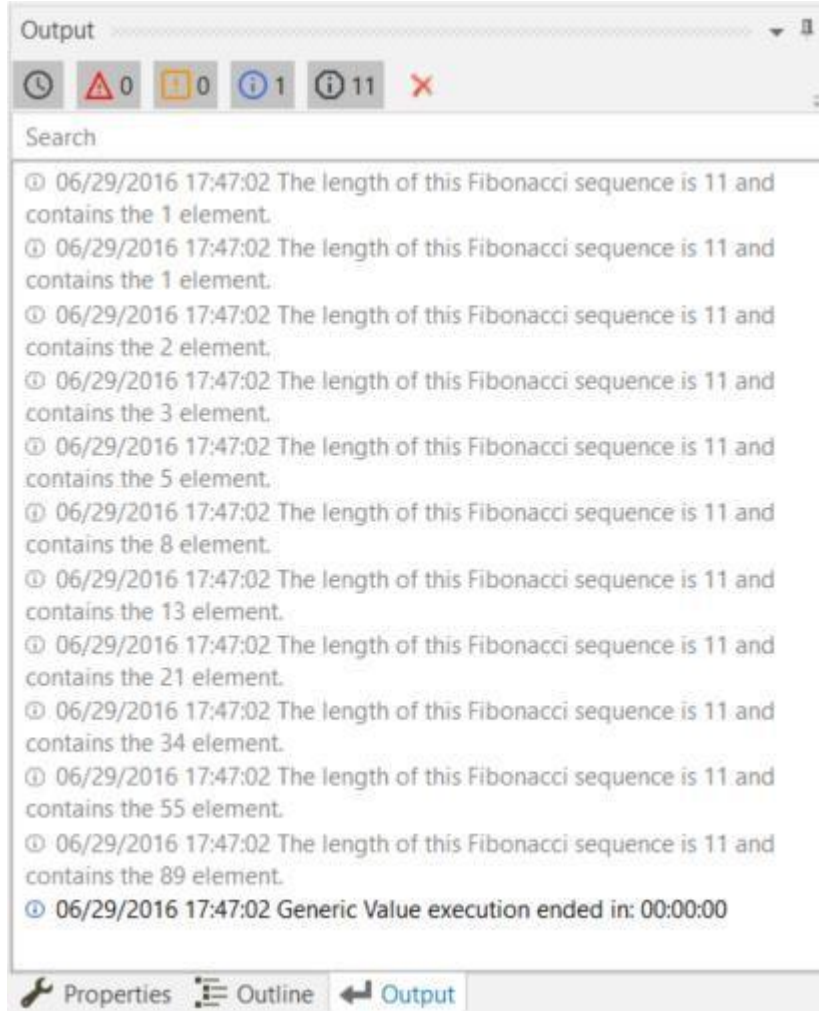 Output
0 0 1 11
Search
06/29/2016 17:47:02 The length of this Fibonacci sequence is 11 and
contains the 1 element.
06/29/2016 17:47:02 The length of this Fibonacci sequence is 11 and
contains the 1 element.
06/29/2016 17:47:02 The length of this Fibonacci sequence is 11 and
contains the 2 element.
06/29/2016 17:47:02 The length of this Fibonacci sequence is 11 and
contains the 3 element.
06/29/2016 17:47:02 The length of this Fibonacci sequence is 11 and
contains the 5 element.
06/29/2016 17:47:02 The length of this Fibonacci sequence is 11 and
contains the 8 element.
06/29/2016 17:47:02 The length of this Fibonacci sequence is 11 and
contains the 13 element.
06/29/2016 17:47:02 The length of this Fibonacci sequence is 11 and
contains the 21 element.
06/29/2016 17:47:02 The length of this Fibonacci sequence is 11 and
contains the 34 element.
06/29/2016 17:47:02 The length of this Fibonacci sequence is 11 and
contains the 55 element.
06/29/2016 17:47:02 The length of this Fibonacci sequence is 11 and
contains the 89 element.
06/29/2016 17:47:02 Generic Value execution ended in: 00:00:00
Properties Outline Output